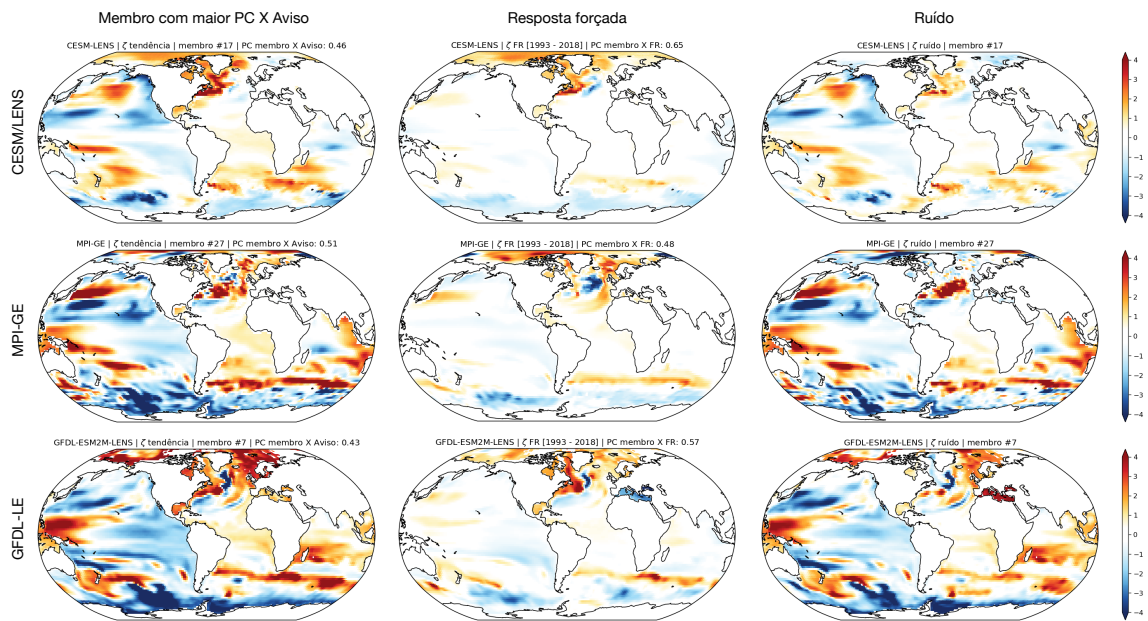 Membro com maior PC X Aviso
Resposta forçada
Ruído
CESM/LENS
CESM-LENS | ζ tendência | membro #17 | PC membro X Aviso: 0.46
CESM-LENS | ζ FR [1993 - 2018] | PC membro X FR: 0.65
CESM-LENS | ζ ruído | membro #17
4
3
2
1
0
−1
−2
−3
−4
MPI-GE
MPI-GE | ζ tendência | membro #27 | PC membro X Aviso: 0.51
MPI-GE | ζ FR [1993 - 2018] | PC membro X FR: 0.48
MPI-GE | ζ ruído | membro #27
4
3
2
1
0
−1
−2
−3
−4
GFDL-LE
GFDL-ESM2M-LENS | ζ tendência | membro #7 | PC membro X Aviso: 0.43
GFDL-ESM2M-LENS | ζ FR [1993 - 2018] | PC membro X FR: 0.57
GFDL-ESM2M-LENS | ζ ruído | membro #7
4
3
2
1
0
−1
−2
−3
−4